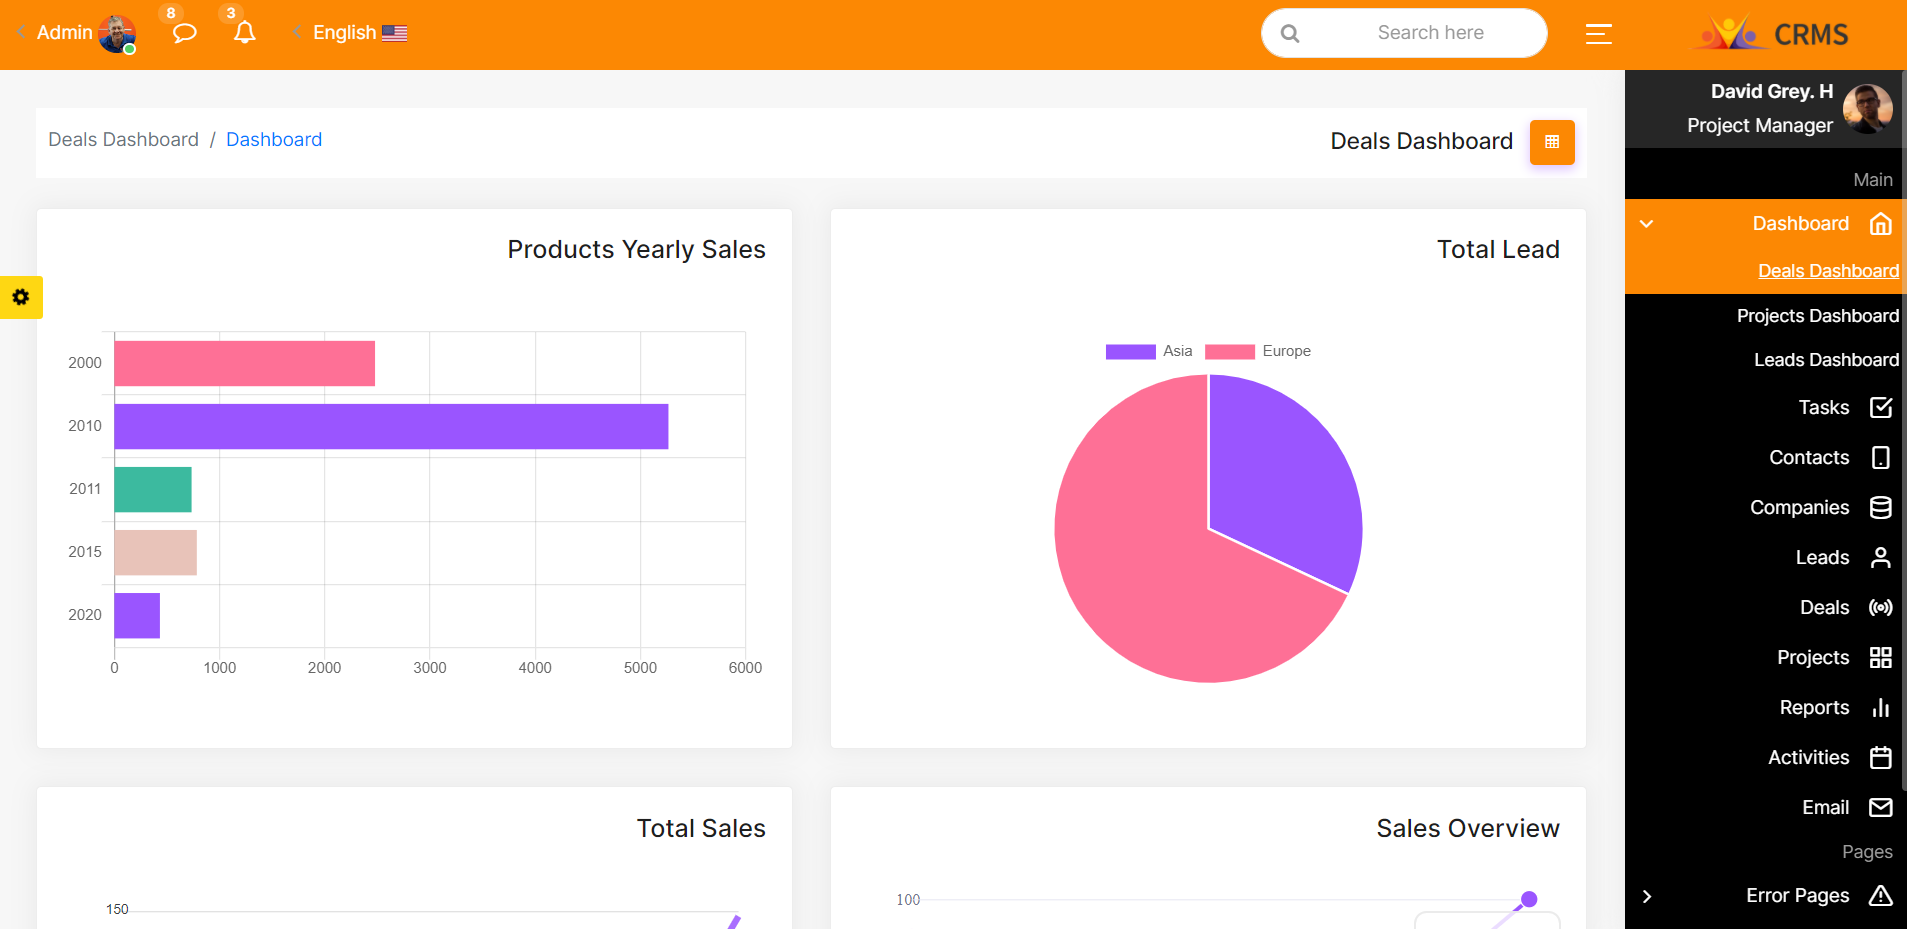 Admin
8
3
English
Search here
CRMS
David Grey. H
Project Manager
Deals Dashboard / Dashboard
Deals Dashboard
Products Yearly Sales
2000
2010
2011
2015
2020
0 1000 2000 3000 4000 5000 6000
Total Lead
Asia Europe
Total Sales
150
Sales Overview
100
Main
Dashboard
Deals Dashboard
Projects Dashboard
Leads Dashboard
Tasks
Contacts
Companies
Leads
Deals
Projects
Reports
Activities
Email
Pages
Error Pages